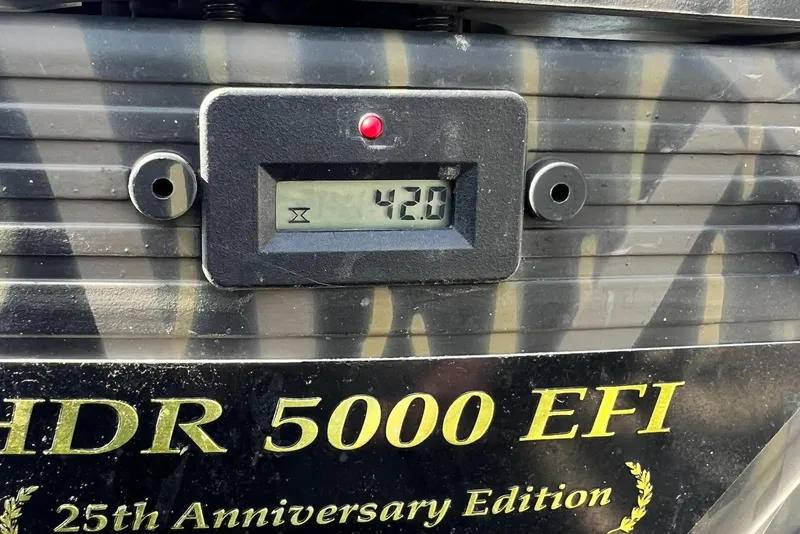 42.0
HDR 5000 EFI
25th Anniversary Edition